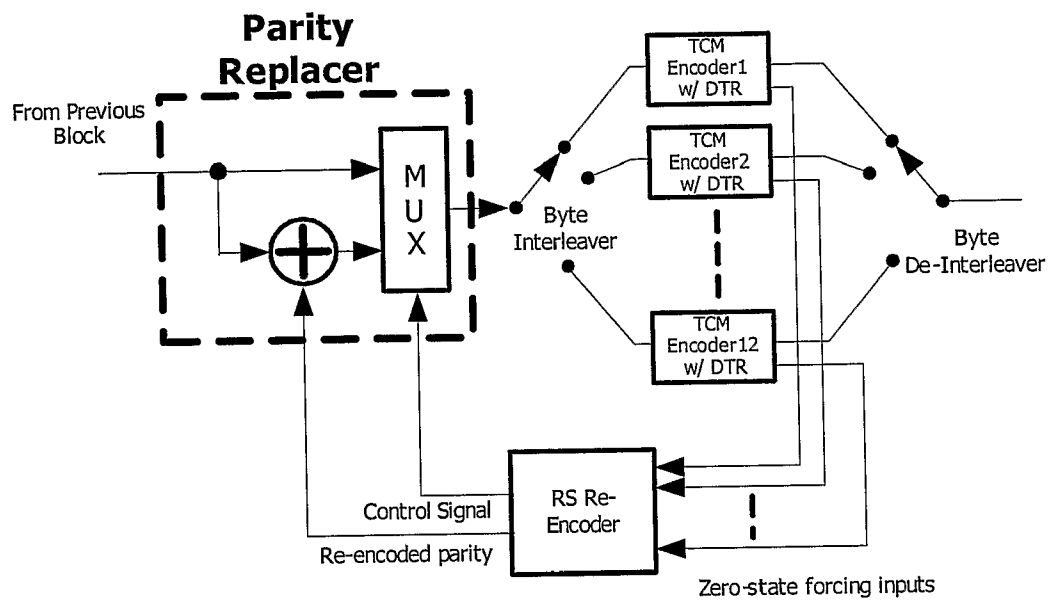 Parity
Replacer
From Previous
Block
M
U
X
Byte
Interleaver
TCM
Encoder1
w/ DTR
TCM
Encoder2
w/ DTR
TCM
Encoder12
w/ DTR
Byte
De-Interleaver
RS Re-
Encoder
Control Signal
Re-encoded parity
Zero-state forcing inputs